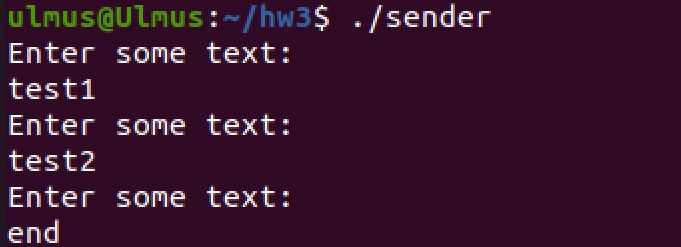 ulmus@Ulmus:~/hw3$ ./sender
Enter some text:
test1
Enter some text:
test2
Enter some text:
end